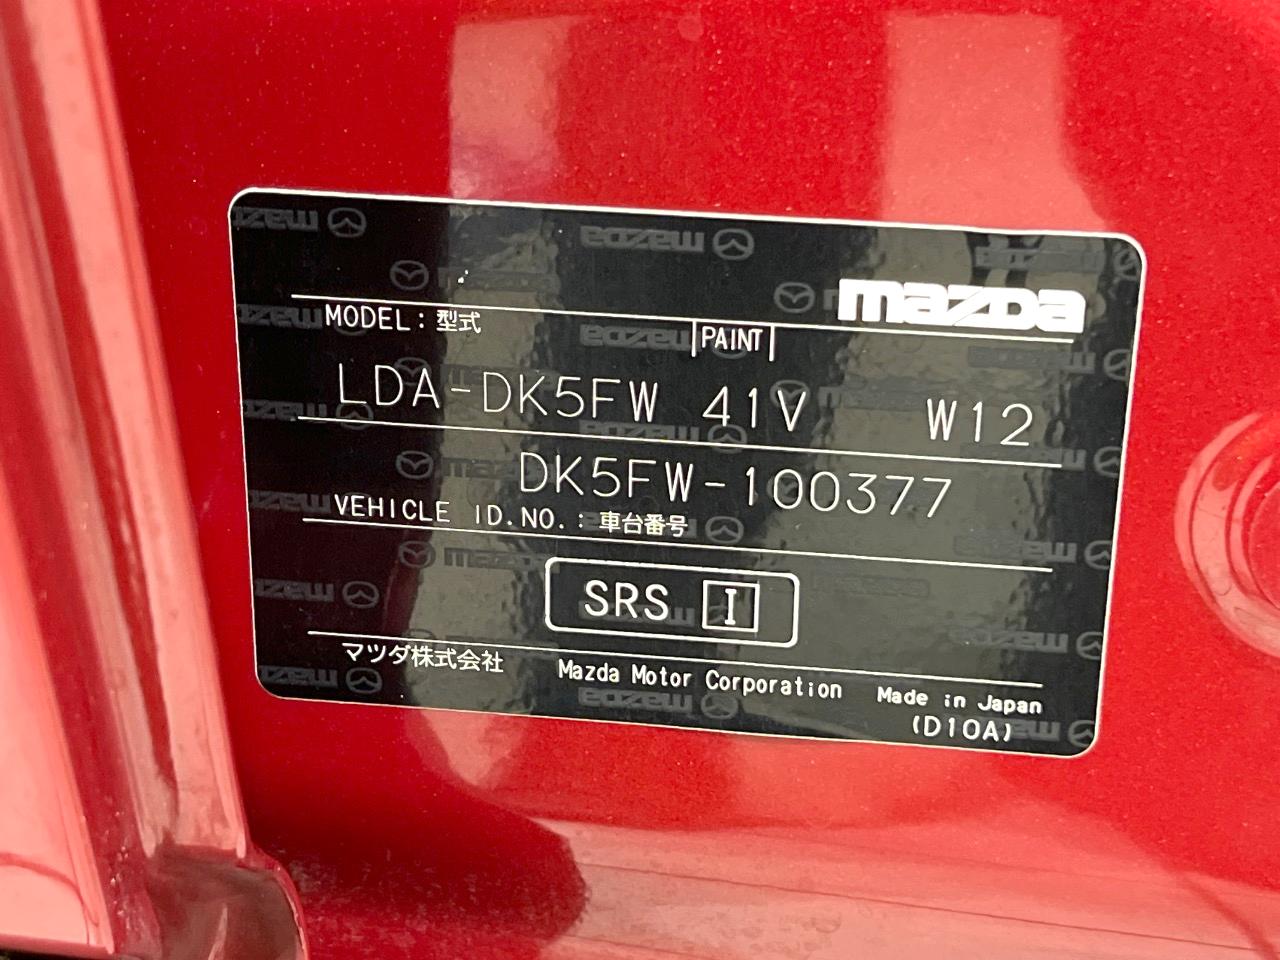 mazda
MODEL : 型式 PAINT
LDA-DK5FW 41V W12
DK5FW-100377
VEHICLE ID.NO. : 車台番号
SRS I
マツダ株式会社 Mazda Motor Corporation Made in Japan
(D10A)